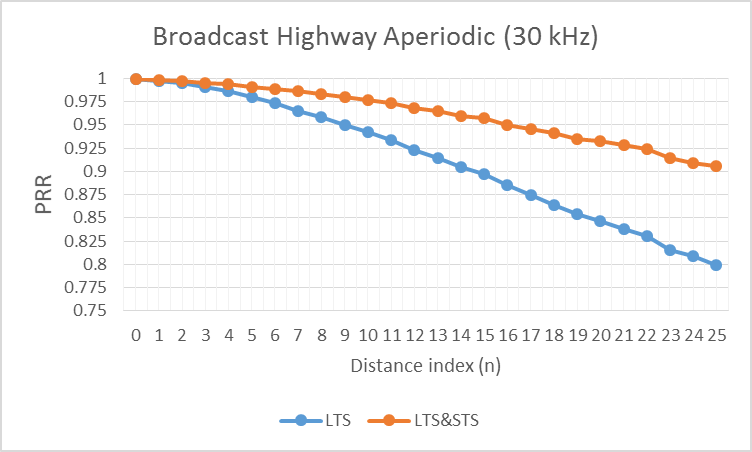 Broadcast Highway Aperiodic (30 kHz)
1
0.975
0.95
0.925
0.9
0.875
0.85
0.825
0.8
0.775
0.75
PRR
0 1 2 3 4 5 6 7 8 9 10 11 12 13 14 15 16 17 18 19 20 21 22 23 24 25
Distance index (n)
LTS LTS&STS